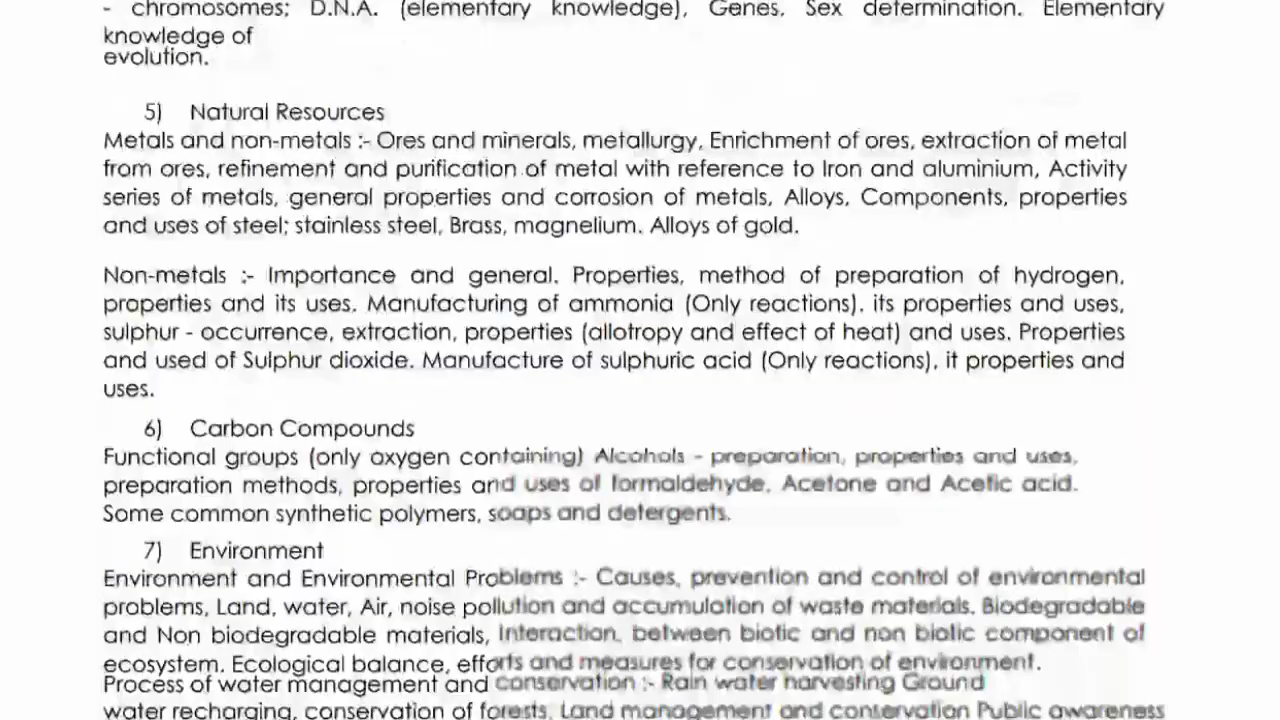 - chromosomes; D.N.A. (elementary knowledge), Genes, Sex determination. Elementary
knowledge of
evolution.
5) Natural Resources
Metals and non-metals :- Ores and minerals, metallurgy, Enrichment of ores, extraction of metal
from ores, refinement and purification of metal with reference to Iron and aluminium, Activity
series of metals, general properties and corrosion of metals, Alloys, Components, properties
and uses of steel; stainless steel, Brass, magnelium. Alloys of gold.
Non-metals :- Importance and general. Properties, method of preparation of hydrogen,
properties and its uses. Manufacturing of ammonia (Only reactions). its properties and uses,
sulphur - occurrence, extraction, properties (allotropy and effect of heat) and uses. Properties
and used of Sulphur dioxide. Manufacture of sulphuric acid (Only reactions). it properties and
uses.
6) Carbon Compounds
Functional groups (only oxygen containing) Alcohols - preparation, properties and uses,
preparation methods, properties and uses of formaldehyde, Acetone and Acetic acid.
Some common synthetic polymers, soaps and detergents.
7) Environment
Environment and Environmental Problems :- Causes, prevention and control of environmental
problems, Land, water, Air, noise pollution and accumulation of waste materials. Biodegradable
and Non biodegradable materials, Interaction, between biotic and non biotic component of
ecosystem. Ecological balance, efforts and measures for conservation of environment.
Process of water management and conservation :- Rain water harvesting Ground
water recharging, conservation of forests, Land management and conservation Public awareness